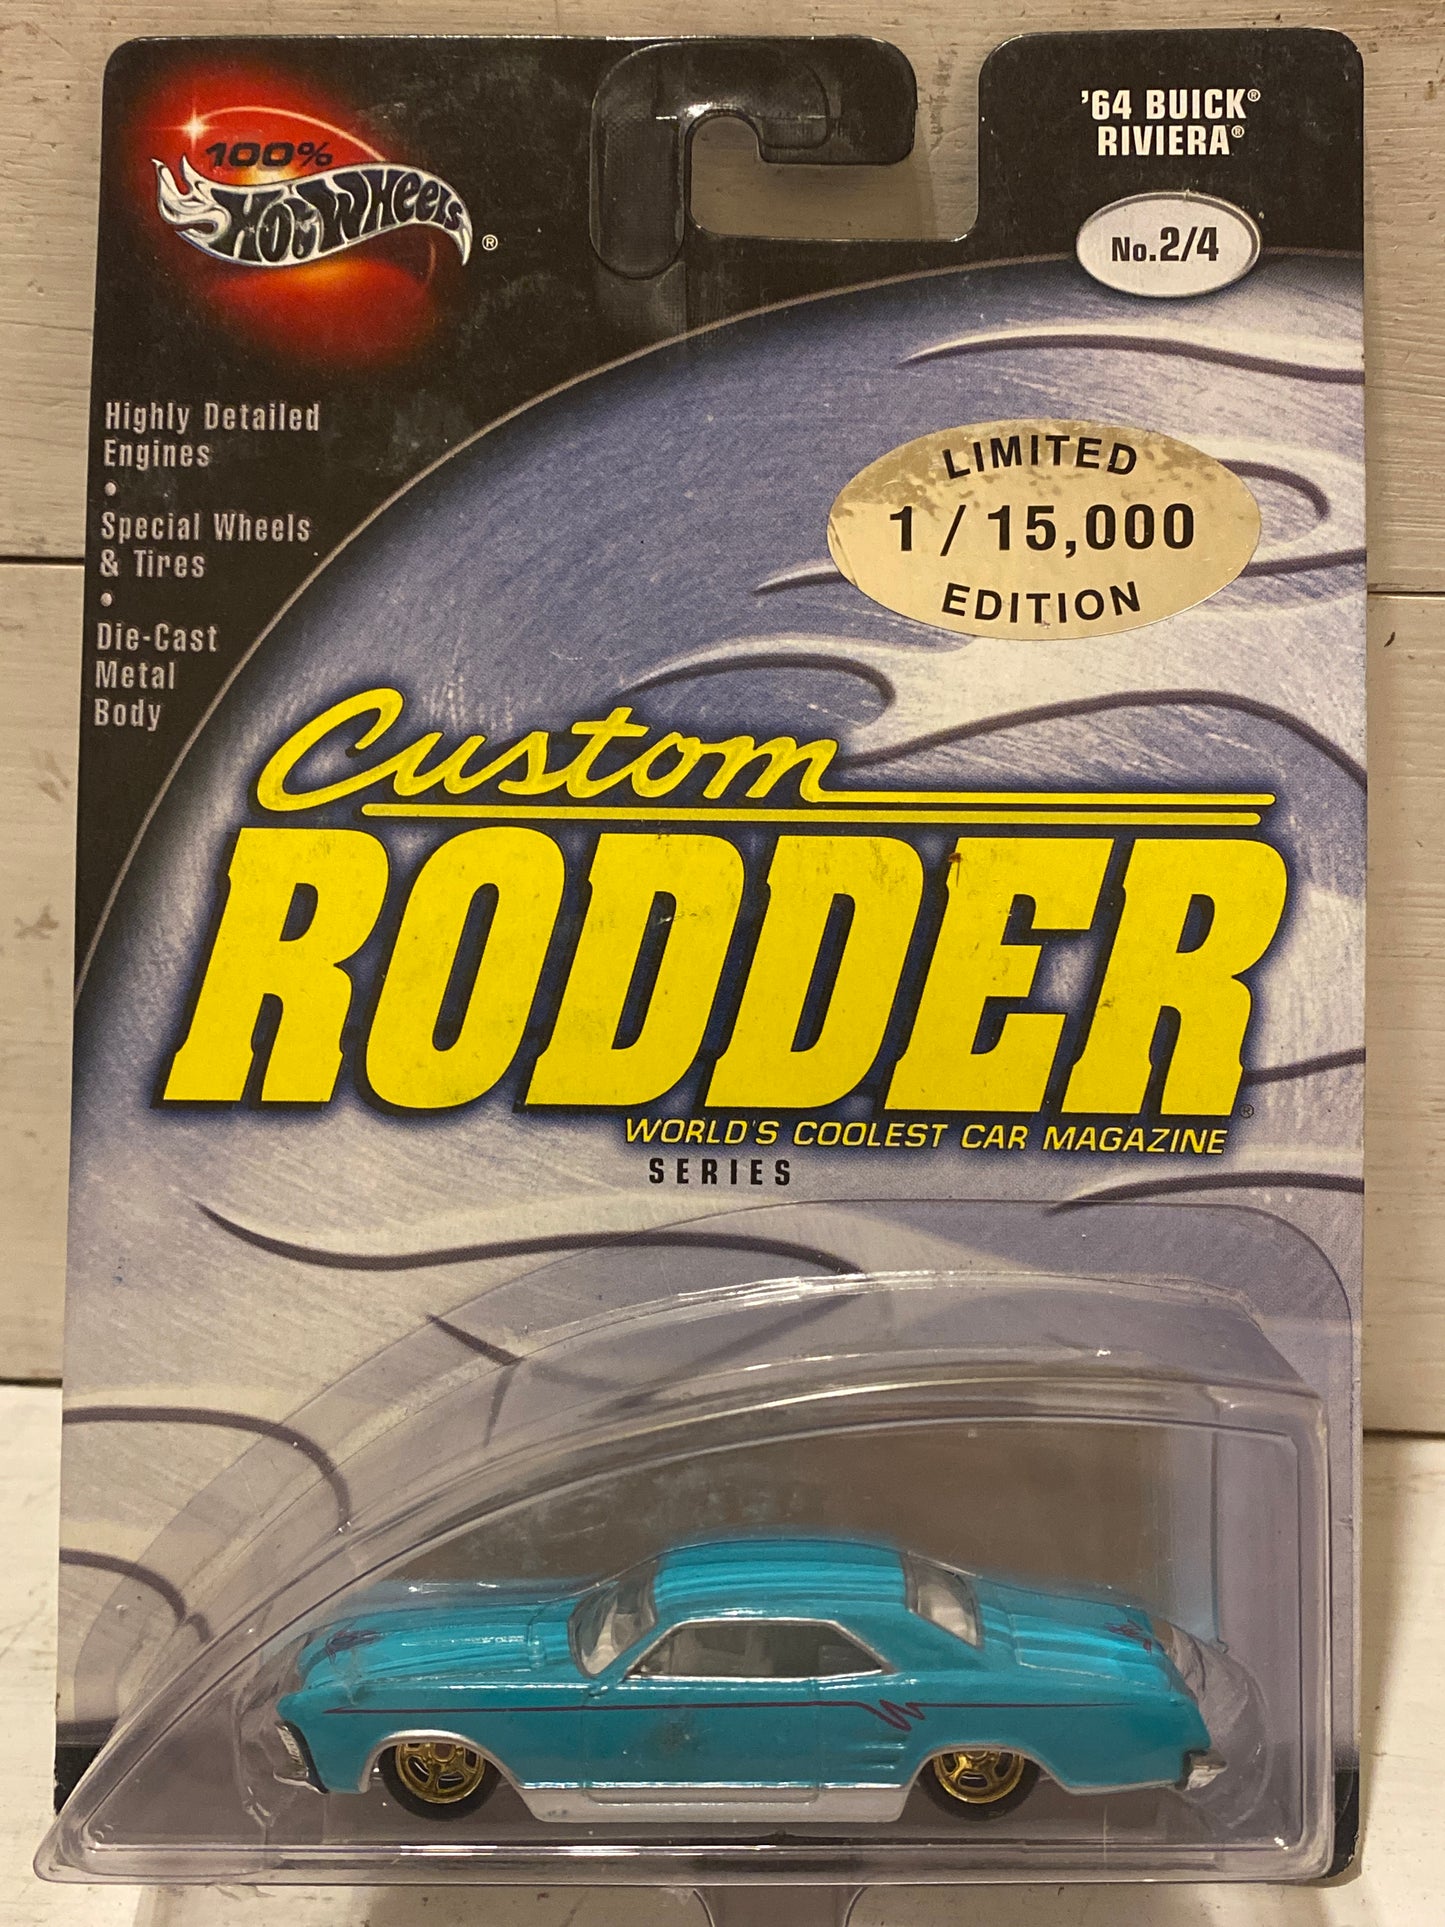 100%
Hot Wheels®
'64 BUICK®
RIVIERA®
No.2/4
Highly Detailed
Engines
•
Special Wheels
& Tires
•
Die-Cast
Metal
Body
LIMITED
1 / 15,000
EDITION
Custom
RODDER®
WORLD'S COOLEST CAR MAGAZINE
SERIES